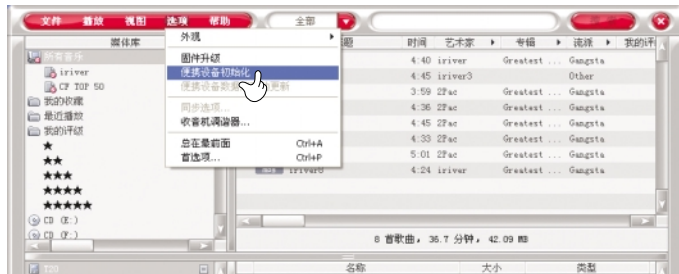 文件 播放 视图 选项 帮助 全部
媒体库
外观
时间 艺术家 专辑 流派 我的评
所有音乐
iriver
CF TOP 50
我的收藏
最近播放
我的评级
★
★★
★★★
★★★★
★★★★★
CD (E:)
CD (F:)
固件升级
便携设备初始化
便携设备数据 更新
同步选项...
收音机调谐器...
总在最前面 Ctrl+A
首选项... Ctrl+P
4:40 iriver Greatest ... Gangsta
4:45 iriver3 Other
3:59 2Pac Greatest ... Gangsta
4:36 2Pac Greatest ... Gangsta
4:45 2Pac Greatest ... Gangsta
4:33 2Pac Greatest ... Gangsta
5:01 2Pac Greatest ... Gangsta
4:24 iriver Greatest ... Gangsta
8 首歌曲, 36.7 分钟, 42.09 MB
T20
名称 大小 类型